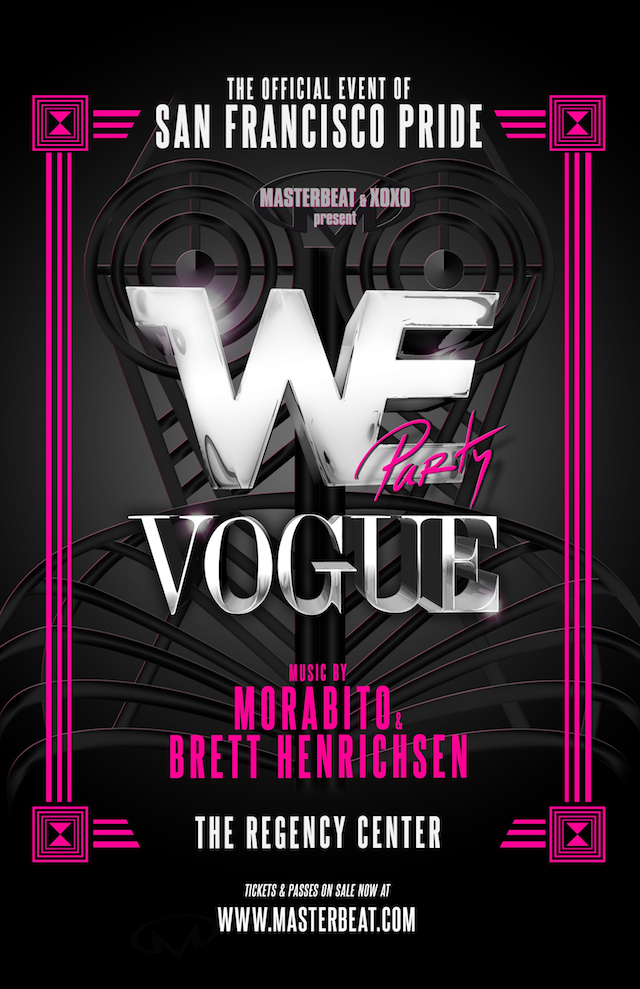 THE OFFICIAL EVENT OF
SAN FRANCISCO PRIDE
MASTERBEAT & XOXO
present
WE
Party
VOGUE
MUSIC BY
MORABITO &
BRETT HENRICHSEN
THE REGENCY CENTER
TICKETS & PASSES ON SALE NOW AT
WWW.MASTERBEAT.COM